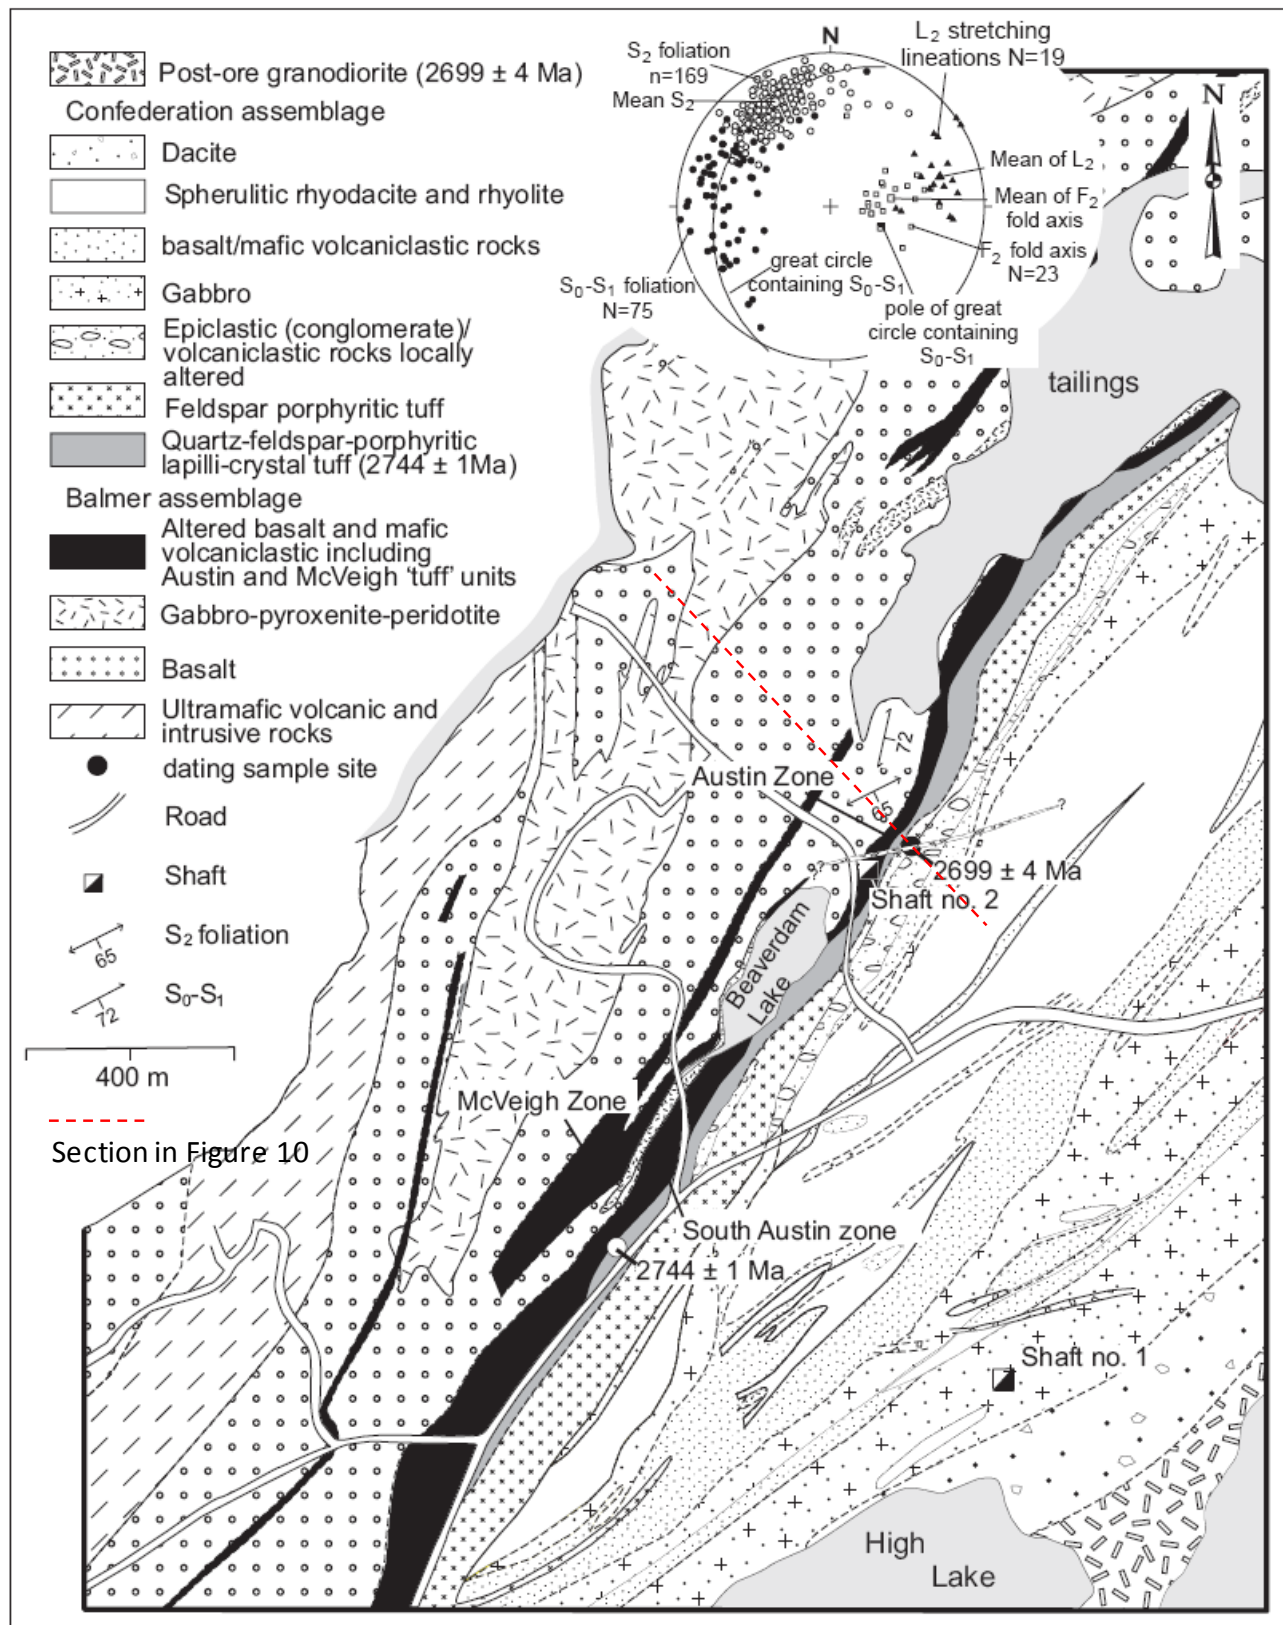 Post-ore granodiorite (2699 ± 4 Ma)
Confederation assemblage
Dacite
Spherulitic rhyodacite and rhyolite
basalt/mafic volcaniclastic rocks
Gabbro
Epiclastic (conglomerate)/
volcaniclastic rocks locally
altered
Feldspar porphyritic tuff
Quartz-feldspar-porphyritic
lapilli-crystal tuff (2744 ± 1Ma)
Balmer assemblage
Altered basalt and mafic
volcaniclastic including
Austin and McVeigh 'tuff' units
Gabbro-pyroxenite-peridotite
Basalt
Ultramafic volcanic and
intrusive rocks
dating sample site
Road
Shaft
S2 foliation
65
S0-S1
72
400 m
Section in Figure 10
N
S2 foliation
n=169
Mean S2
L2 stretching
lineations N=19
Mean of L2
Mean of F2
fold axis
F2 fold axis
N=23
great circle
containing S0-S1
S0-S1 foliation
N=75
pole of great
circle containing
S0-S1
N
tailings
?
72
Austin Zone
65
?
?
2699 ± 4 Ma
Shaft no. 2
Beaverdam
Lake
McVeigh Zone
South Austin zone
2744 ± 1 Ma
Shaft no. 1
High
Lake